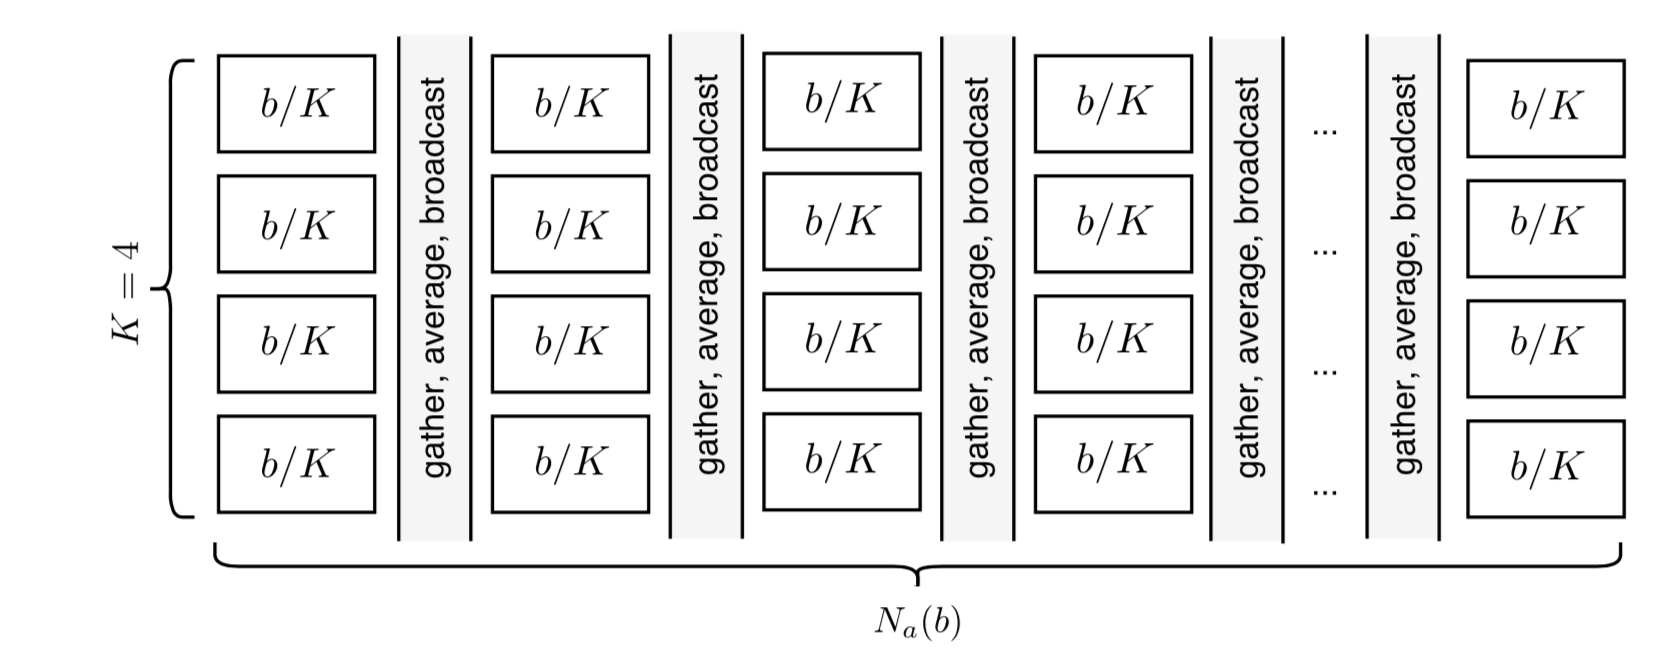 K = 4
b/K
b/K
b/K
b/K
gather, average, broadcast
b/K
b/K
b/K
b/K
gather, average, broadcast
b/K
b/K
b/K
b/K
gather, average, broadcast
b/K
b/K
b/K
b/K
gather, average, broadcast
...
...
...
...
gather, average, broadcast
b/K
b/K
b/K
b/K
N_a(b)